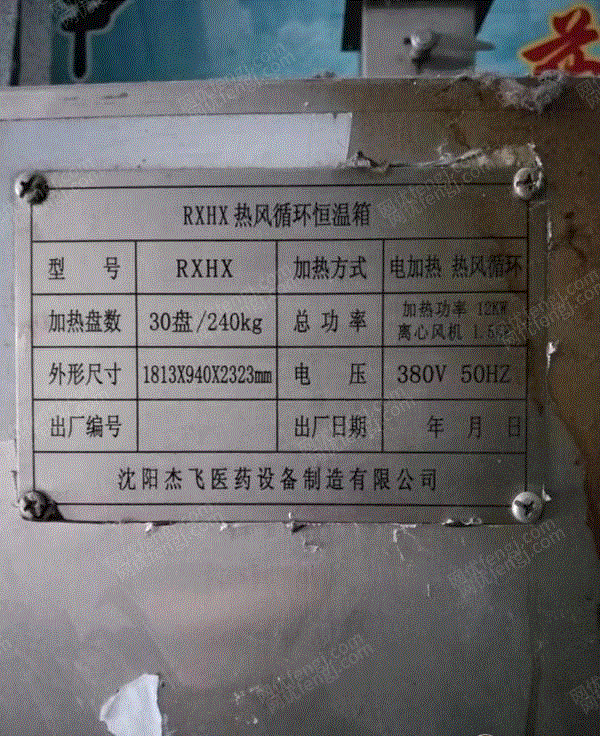 RXHX 热风循环恒温箱
型 号 RXHX 加热方式 电加热 热风循环
加热盘数 30盘/240kg 总功率 加热功率 12KW
离心风机
外形尺寸 1813X940X2323mm 电 压 380V 50HZ
出厂编号 出厂日期 年 月 日
沈阳杰飞医药设备制造有限公司